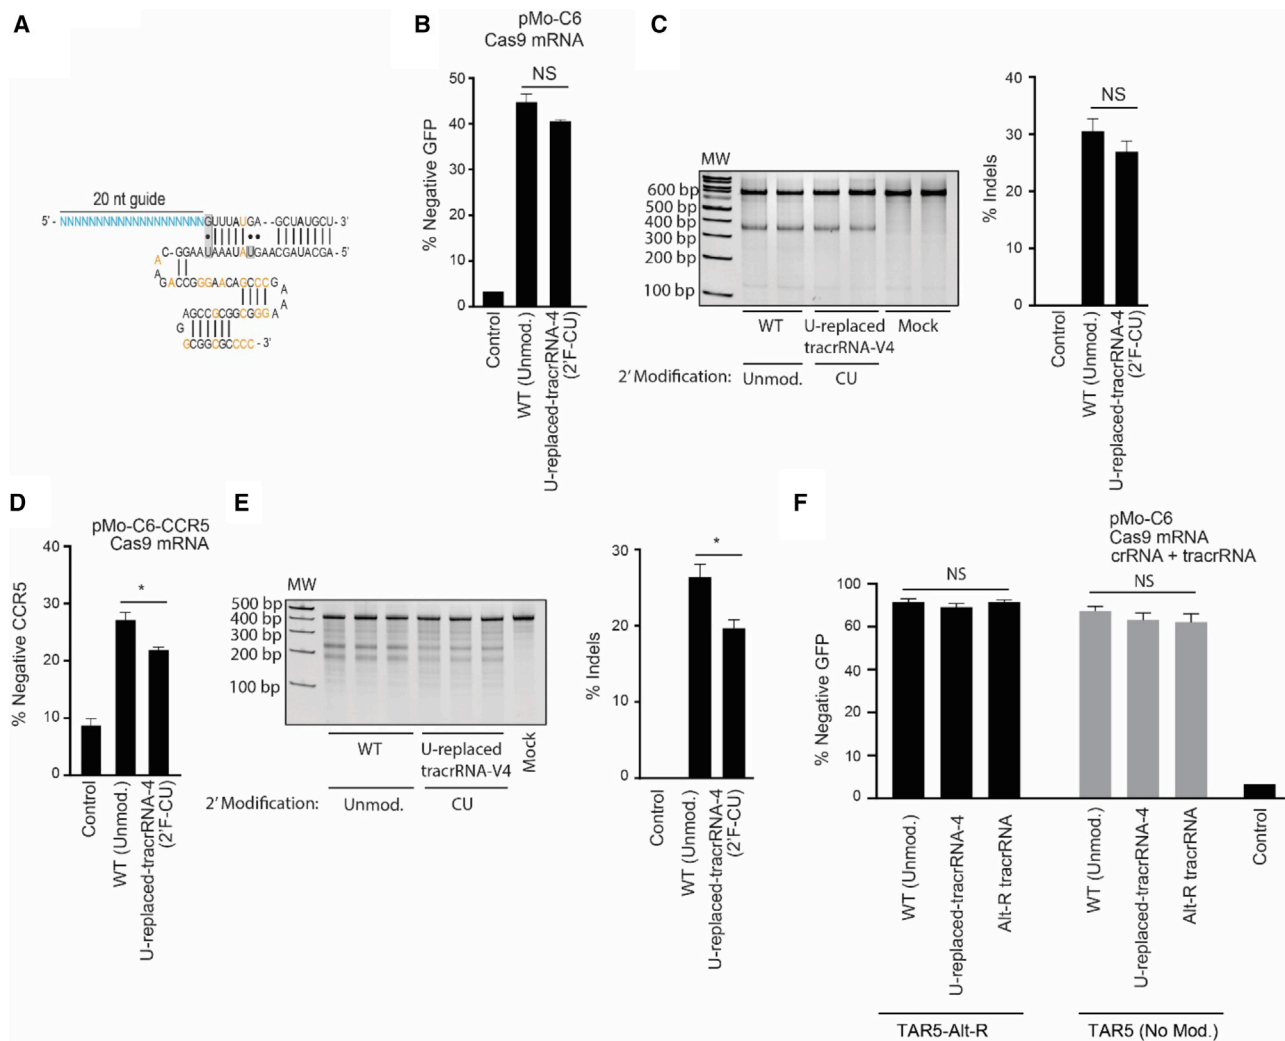 A
20 nt guide
5' - NNNNNNNNNNNNNNNNNNNNGUUUAUGA--GCUAUGCU-3'
C-GGAAUAAAUAUGAACGAUACGA-5'
A
A
GACCGGGAACAGCCCG
A
A
AGCCGCGGCGGGA
G
GCGGCGCCCC-3'
B
pMo-C6
Cas9 mRNA
NS
% Negative GFP
50
40
30
20
10
0
Control
WT (Unmod.)
U-replaced-tracrRNA-4
(2'F-CU)
C
MW
600 bp
500 bp
400 bp
300 bp
200 bp
100 bp
WT
U-replaced
tracrRNA-V4
Mock
2' Modification:
Unmod.
CU
NS
% Indels
40
30
20
10
0
Control
WT (Unmod.)
U-replaced-tracrRNA-4
(2'F-CU)
D
pMo-C6-CCR5
Cas9 mRNA
*
% Negative CCR5
40
30
20
10
0
Control
WT (Unmod.)
U-replaced-tracrRNA-4
(2'F-CU)
E
MW
500 bp
400 bp
300 bp
200 bp
100 bp
WT
U-replaced
tracrRNA-V4
Mock
2' Modification:
Unmod.
CU
*
% Indels
30
20
10
0
Control
WT (Unmod.)
U-replaced-tracrRNA-4
(2'F-CU)
F
pMo-C6
Cas9 mRNA
crRNA + tracrRNA
NS
NS
% Negative GFP
100
60
40
20
10
0
WT (Unmod.)
U-replaced-tracrRNA-4
Alt-R tracrRNA
WT (Unmod.)
U-replaced-tracrRNA-4
Alt-R tracrRNA
Control
TAR5-Alt-R
TAR5 (No Mod.)